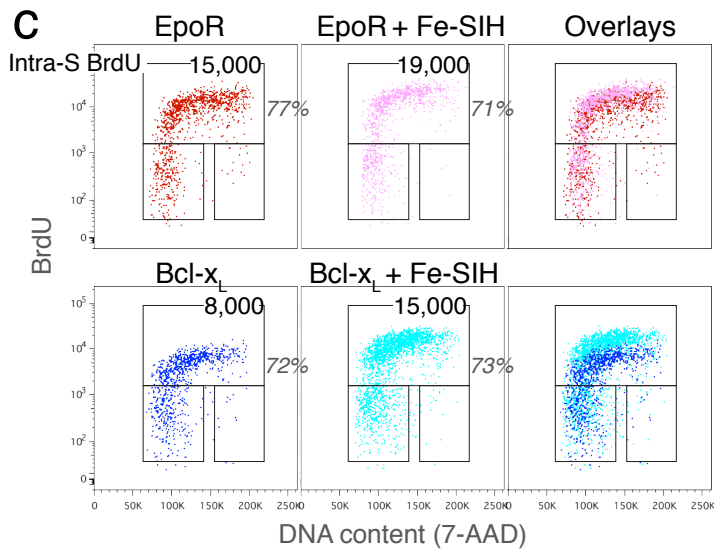 C
EpoR
EpoR + Fe-SIH
Overlays
Intra-S BrdU
15,000
19,000
77%
71%
10⁴
10³
10²
0
BrdU
Bcl-xL
Bcl-xL + Fe-SIH
8,000
15,000
72%
73%
10⁵
10⁴
10³
10²
0
0 50K 100K 150K 200K 250K
0 50K 100K 150K 200K 250K
0 50K 100K 150K 200K 250K
DNA content (7-AAD)